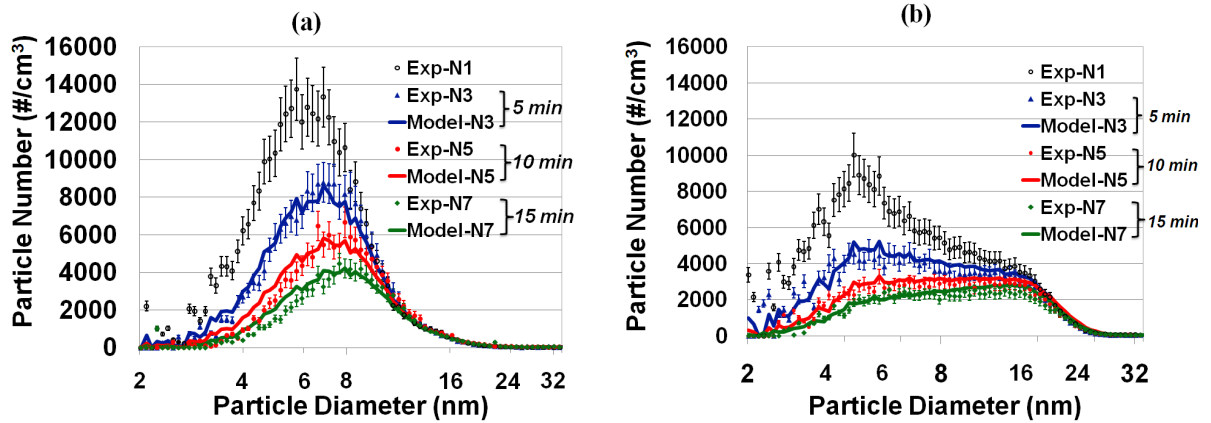 (a)
Particle Number (#/cm³)
16000
14000
12000
10000
8000
6000
4000
2000
0
Exp-N1
Exp-N3
Model-N3
5 min
Exp-N5
Model-N5
10 min
Exp-N7
Model-N7
15 min
2 4 6 8 16 24 32
Particle Diameter (nm)
(b)
Particle Number (#/cm³)
16000
14000
12000
10000
8000
6000
4000
2000
0
Exp-N1
Exp-N3
Model-N3
5 min
Exp-N5
Model-N5
10 min
Exp-N7
Model-N7
15 min
2 4 6 8 16 24 32
Particle Diameter (nm)